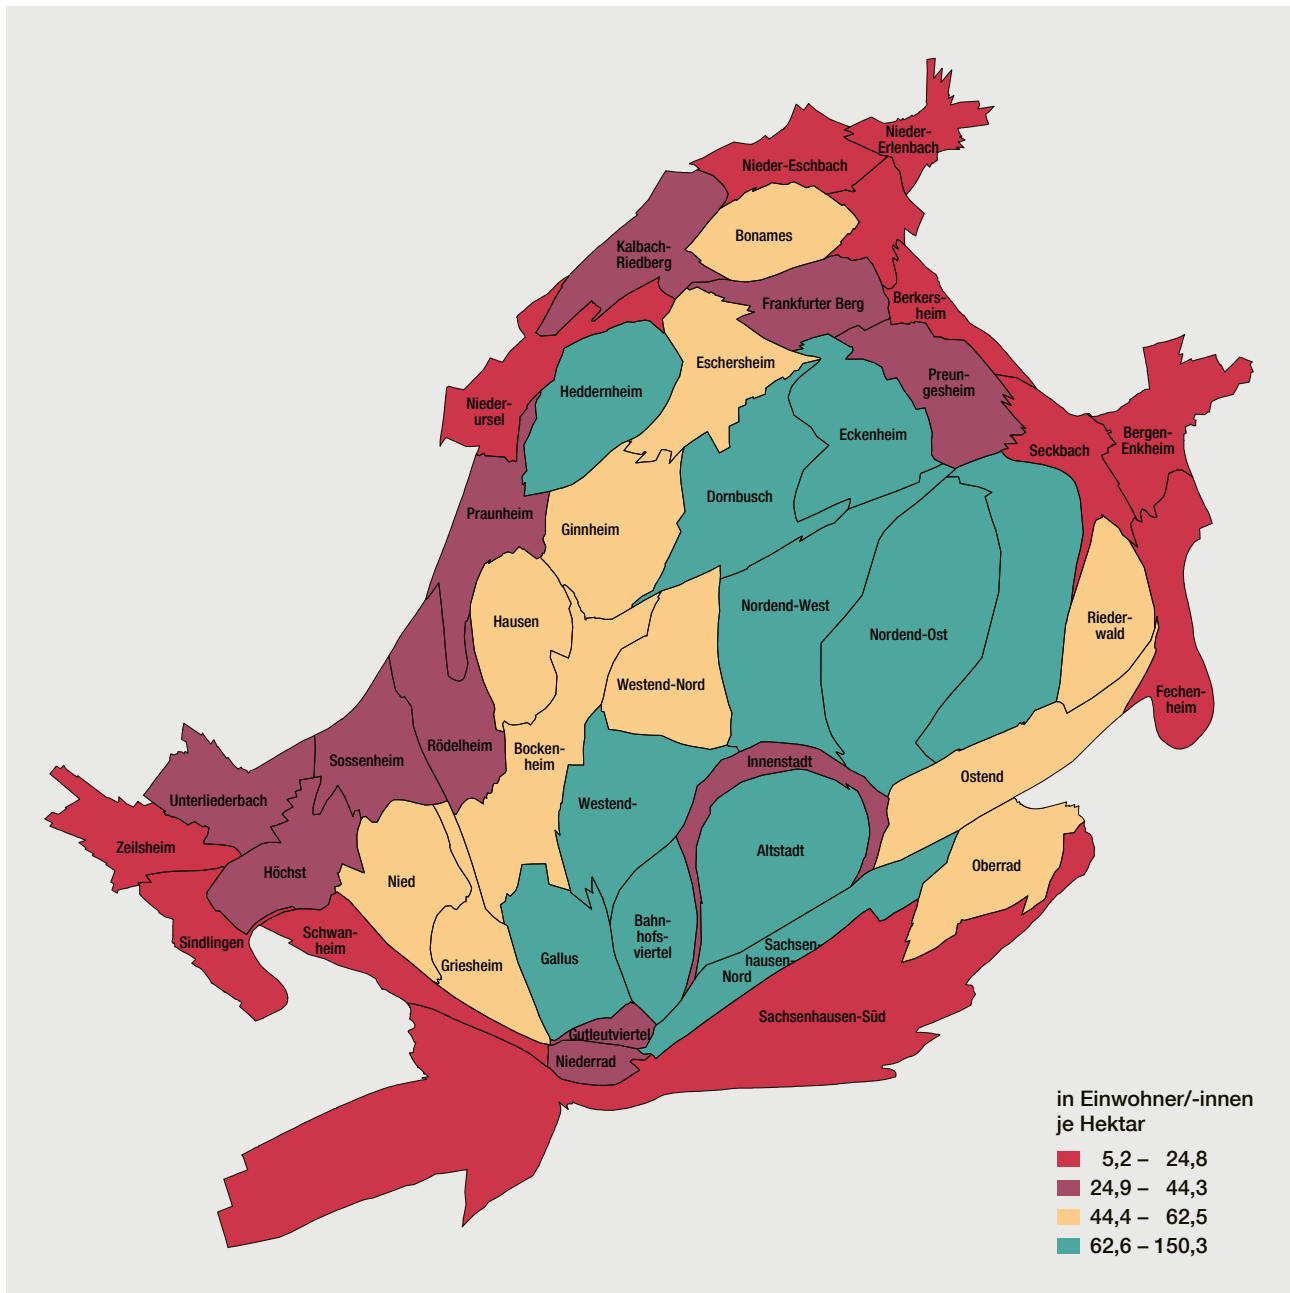 Nieder-
Erlenbach
Nieder-Eschbach
Bonames
Kalbach-
Riedberg
Frankfurter Berg
Berkers-
heim
Eschersheim
Preun-
gesheim
Heddernheim
Nieder-
ursel
Eckenheim
Seckbach
Bergen-
Enkheim
Dornbusch
Praunheim
Ginnheim
Hausen
Nordend-West
Nordend-Ost
Rieder-
wald
Westend-Nord
Fechen-
heim
Rödelheim
Bocken-
heim
Sossenheim
Innenstadt
Ostend
Unterliederbach
Westend-
Zeilsheim
Altstadt
Höchst
Nied
Oberrad
Bahn-
hofs-
viertel
Schwan-
heim
Sindlingen
Sachsen-
hausen-
Nord
Griesheim
Gallus
Sachsenhausen-Süd
Gutleutviertel
Niederrad
in Einwohner/-innen
je Hektar
5,2 – 24,8
24,9 – 44,3
44,4 – 62,5
62,6 – 150,3